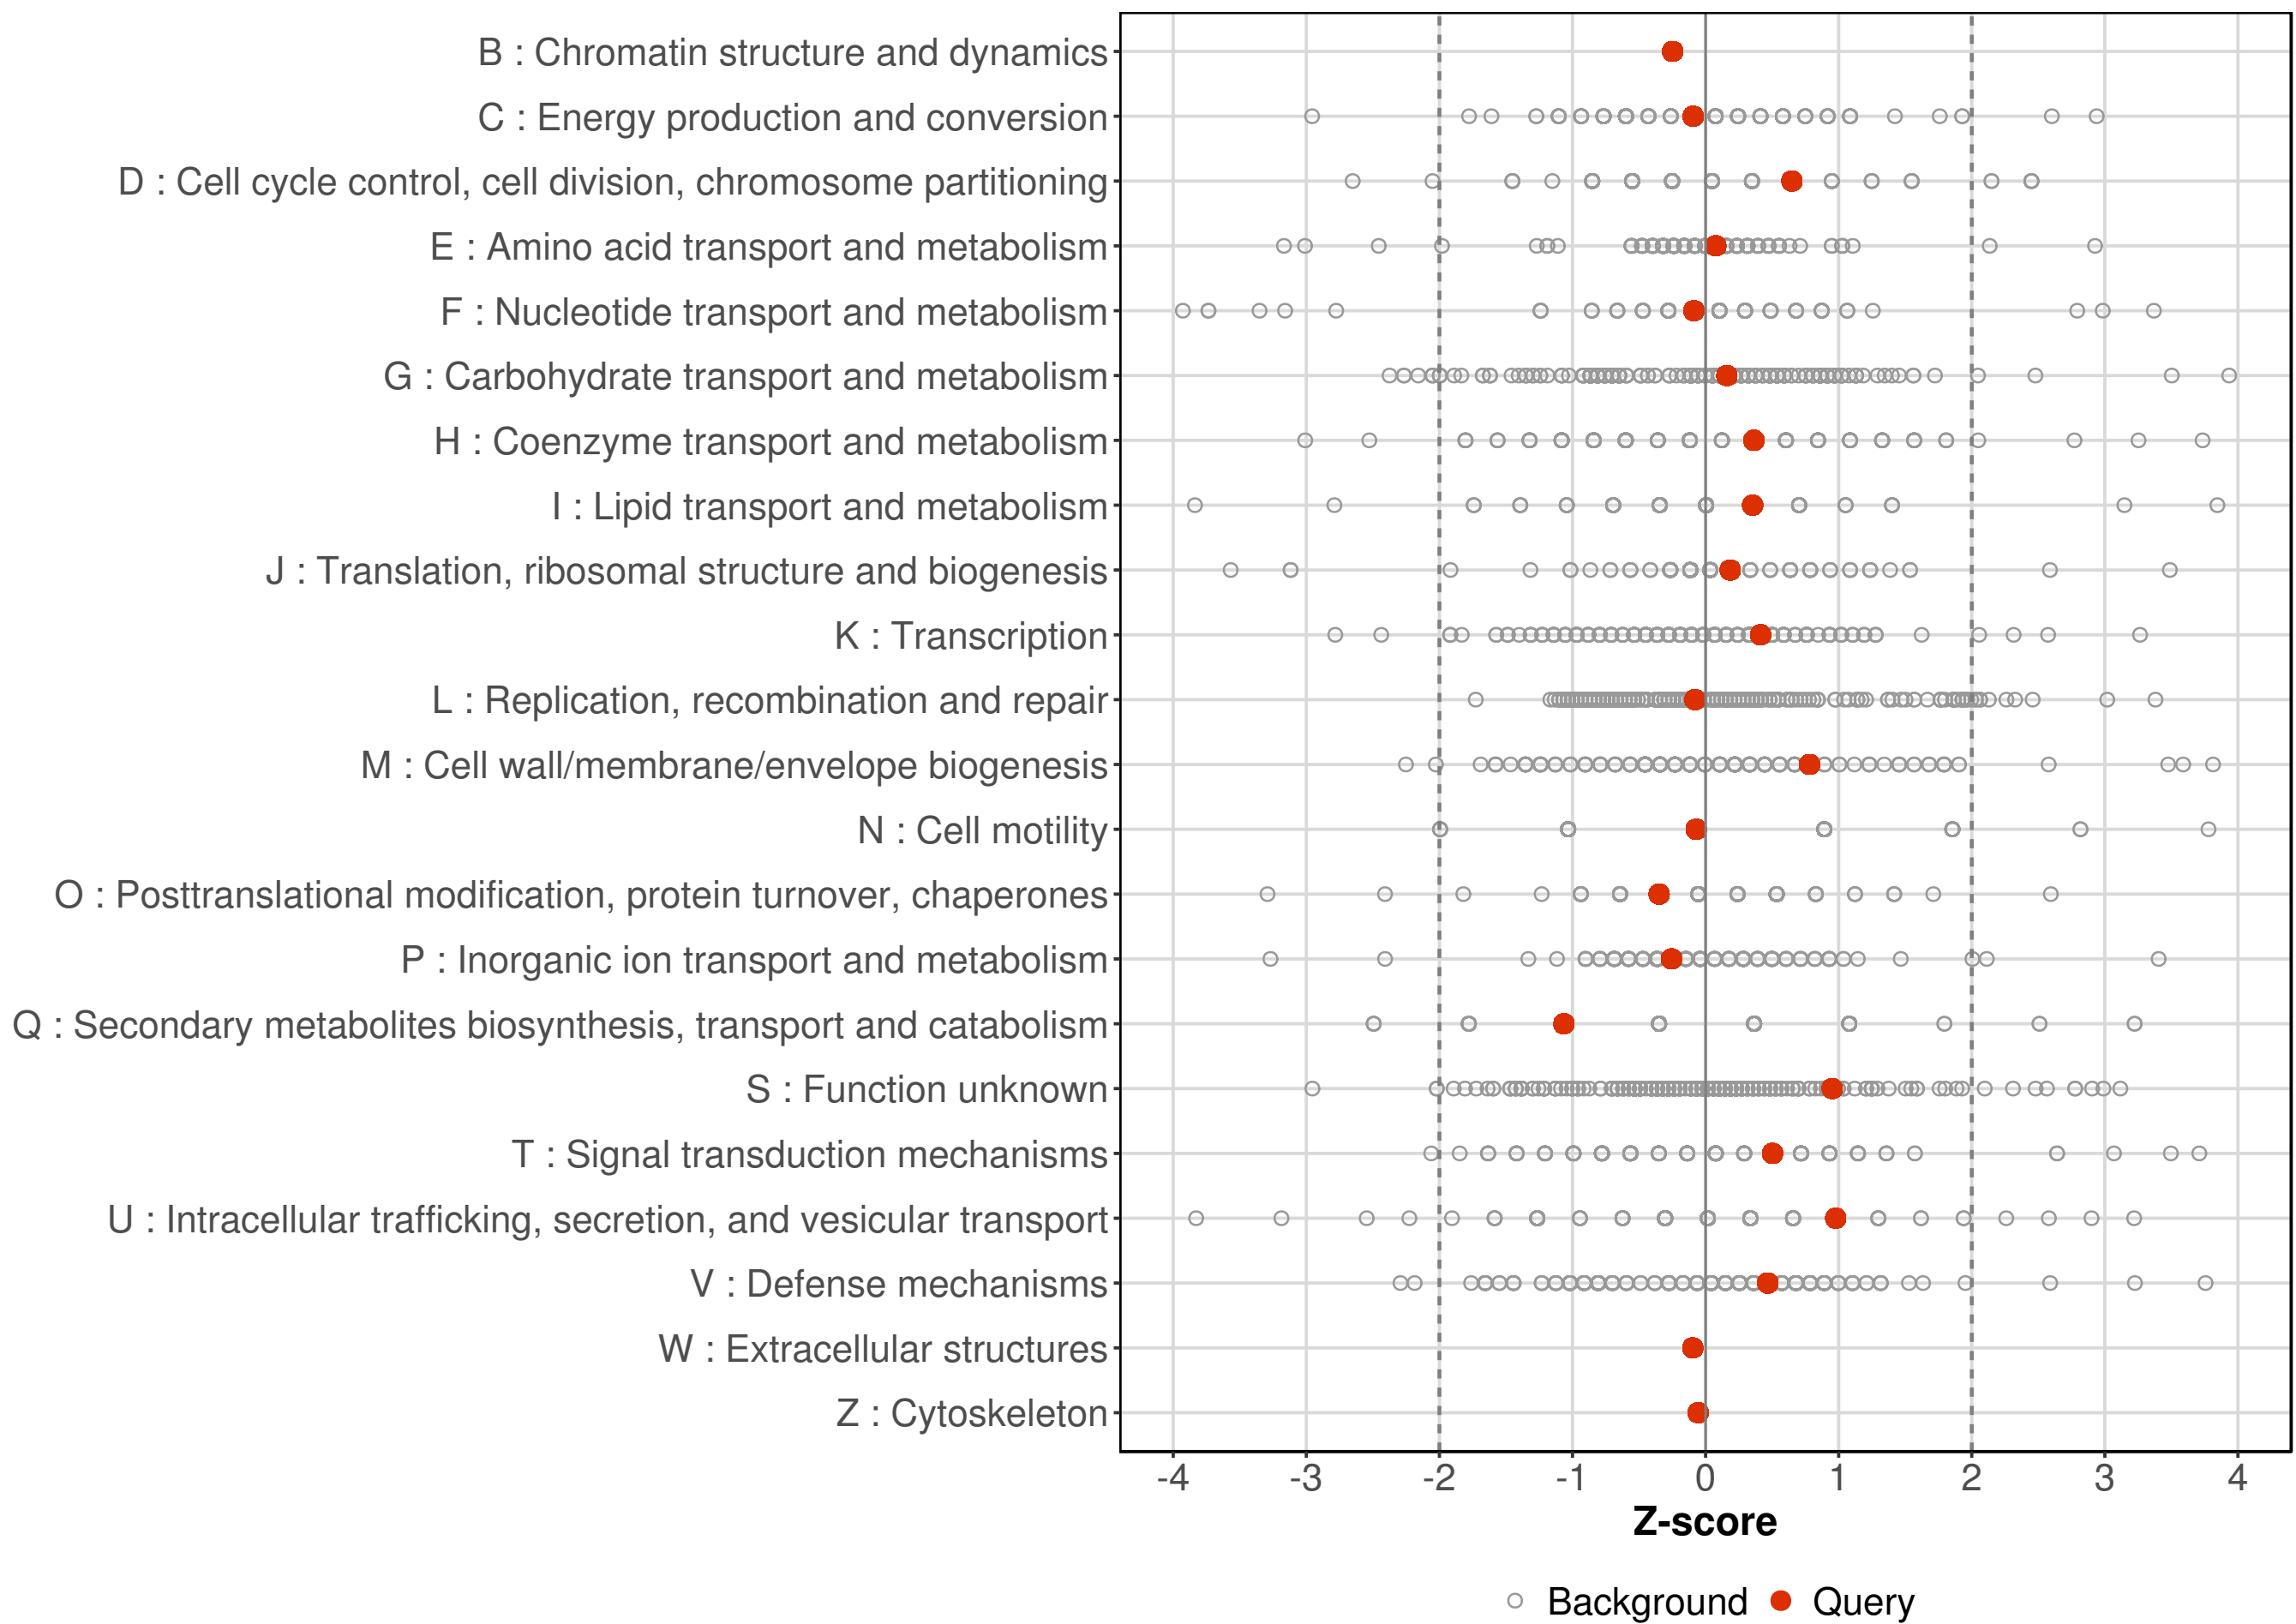 B : Chromatin structure and dynamics
C : Energy production and conversion
D : Cell cycle control, cell division, chromosome partitioning
E : Amino acid transport and metabolism
F : Nucleotide transport and metabolism
G : Carbohydrate transport and metabolism
H : Coenzyme transport and metabolism
I : Lipid transport and metabolism
J : Translation, ribosomal structure and biogenesis
K : Transcription
L : Replication, recombination and repair
M : Cell wall/membrane/envelope biogenesis
N : Cell motility
O : Posttranslational modification, protein turnover, chaperones
P : Inorganic ion transport and metabolism
Q : Secondary metabolites biosynthesis, transport and catabolism
S : Function unknown
T : Signal transduction mechanisms
U : Intracellular trafficking, secretion, and vesicular transport
V : Defense mechanisms
W : Extracellular structures
Z : Cytoskeleton
-4 -3 -2 -1 0 1 2 3 4
Z-score
Background Query